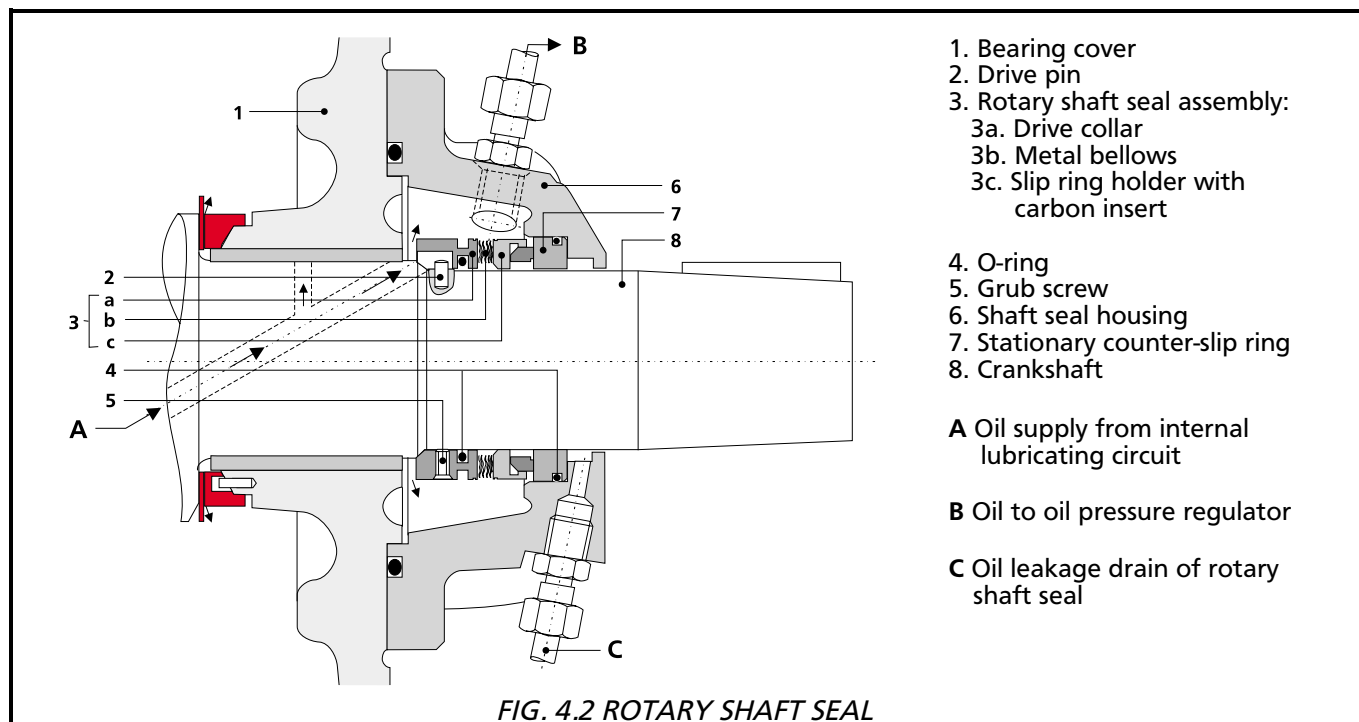 B
1
6
7
8
2
a
3
b
c
4
5
A
C
1. Bearing cover
2. Drive pin
3. Rotary shaft seal assembly:
3a. Drive collar
3b. Metal bellows
3c. Slip ring holder with
carbon insert
4. O-ring
5. Grub screw
6. Shaft seal housing
7. Stationary counter-slip ring
8. Crankshaft
A Oil supply from internal
lubricating circuit
B Oil to oil pressure regulator
C Oil leakage drain of rotary
shaft seal
FIG. 4.2 ROTARY SHAFT SEAL